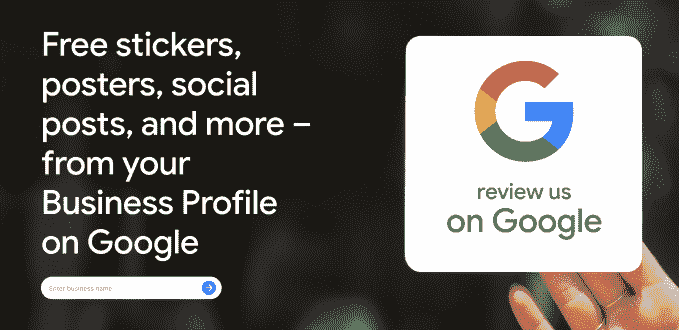 Free stickers,
posters, social
posts, and more –
from your
Business Profile
on Google
Enter business name
G
review us
on Google